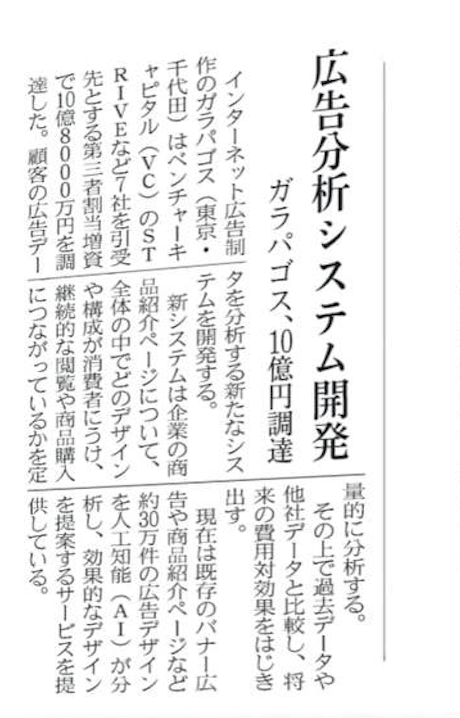 広告分析システム開発
ガラパゴス、10億円調達
インターネット広告制
作のガラパゴス（東京・
千代田）はベンチャーキ
ャピタル（VC）のST
RIVEなど7社を引受
先とする第三者割当増資
で10億8000万円を調
達した。顧客の広告デー
タを分析する新たなシス
テムを開発する。
新システムは企業の商
品紹介ページについて、
全体の中でどのデザイン
や構成が消費者にうけ、
継続的な閲覧や商品購入
につながっているかを定
量的に分析する。
その上で過去データや
他社データと比較し、将
来の費用対効果をはじき
出す。
現在は既存のバナー広
告や商品紹介ページなど
約30万件の広告デザイン
を人工知能（AI）が分
析し、効果的なデザイン
を提案するサービスを提
供している。